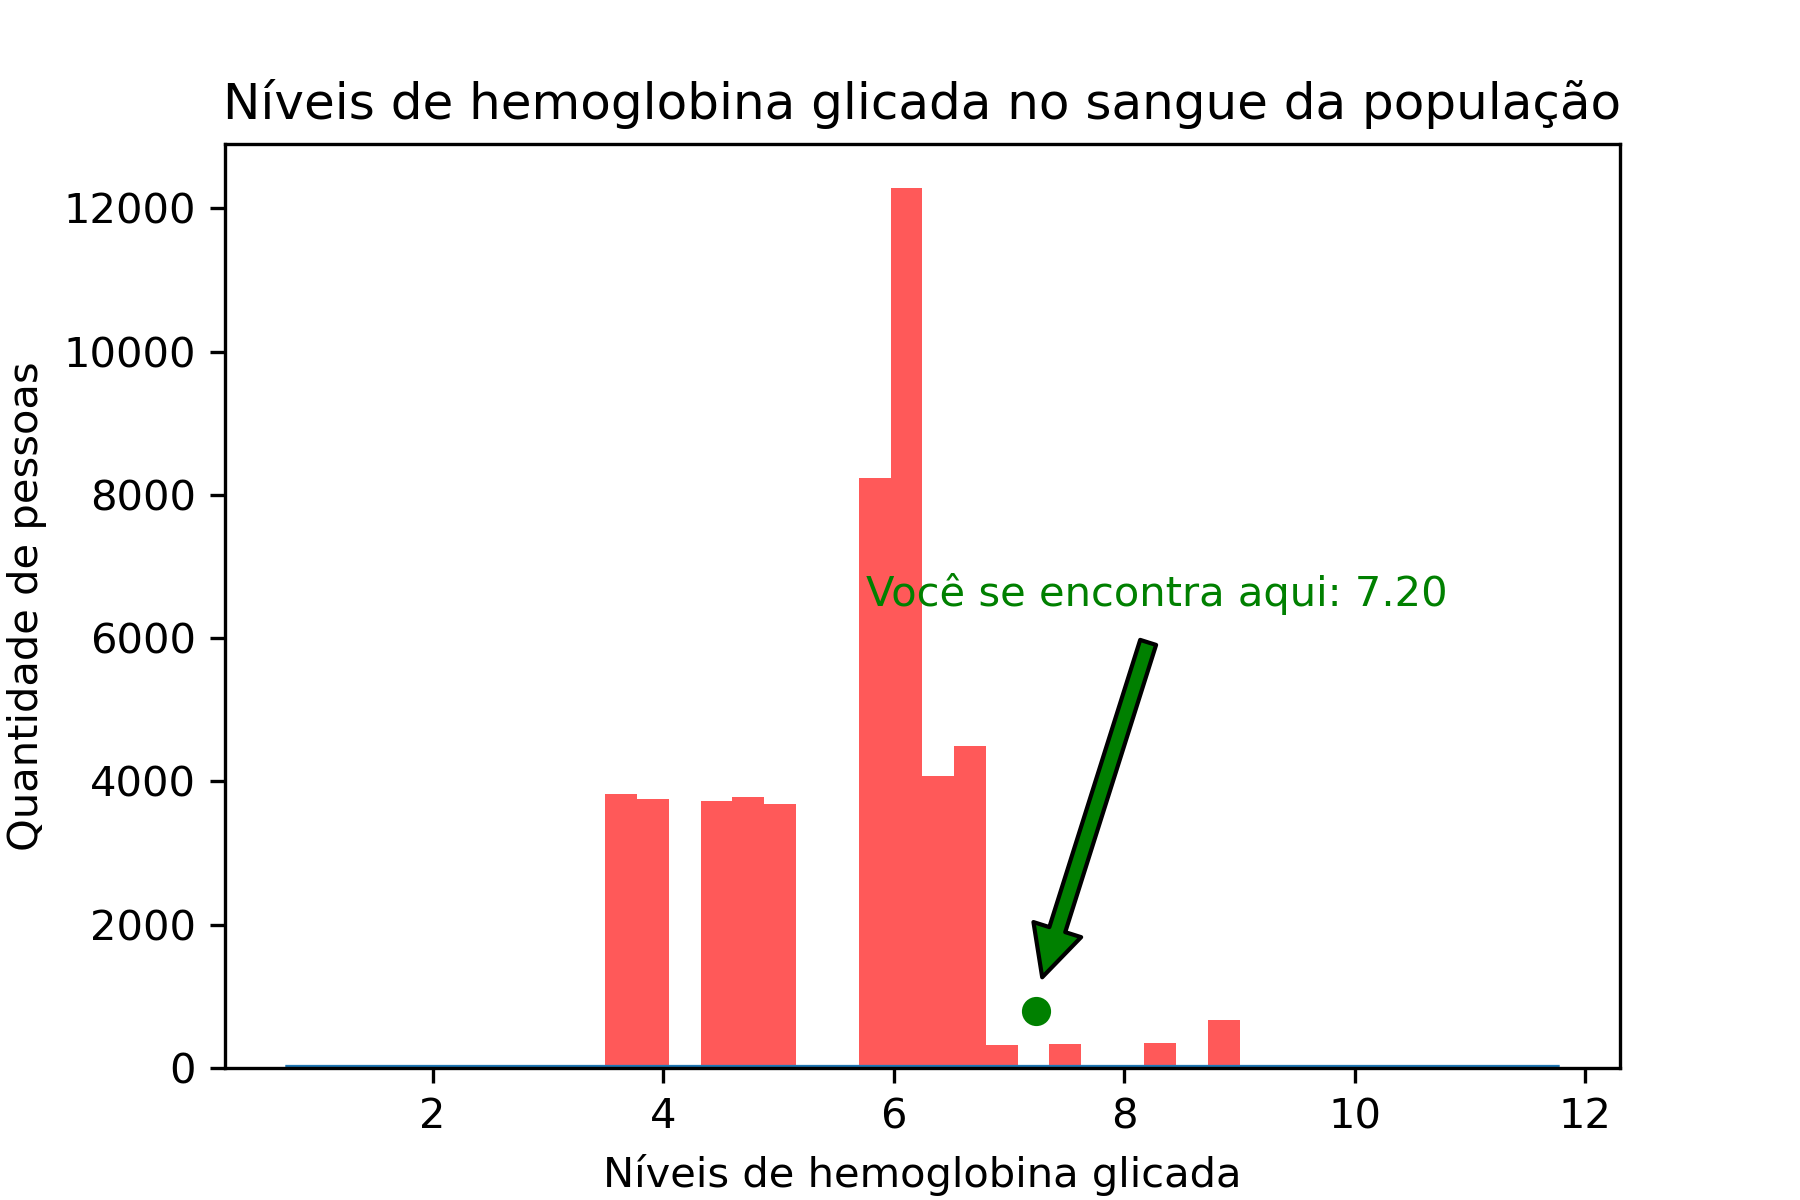 Níveis de hemoglobina glicada no sangue da população
12000
10000
8000
6000
4000
2000
0
Quantidade de pessoas
Você se encontra aqui: 7.20
2 4 6 8 10 12
Níveis de hemoglobina glicada